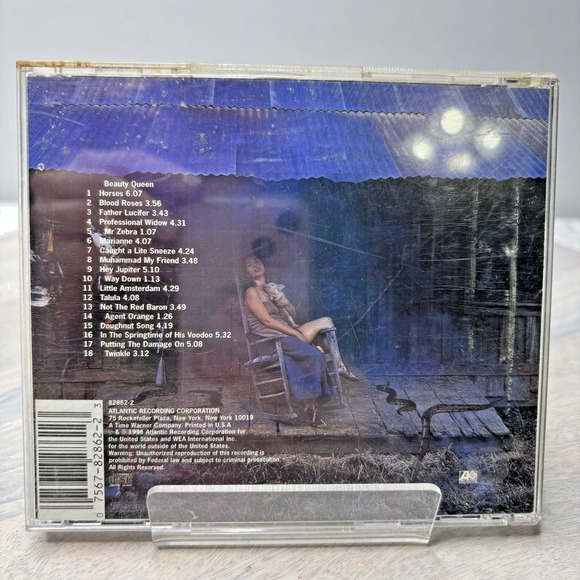 Beauty Queen
1 Horses 6.07
2 Blood Roses 3.56
3 Father Lucifer 3.43
4 Professional Widow 4.31
5 Mr Zebra 1.07
6 Marianne 4.07
7 Caught a Lite Sneeze 4.24
8 Muhammad My Friend 3.48
9 Hey Jupiter 5.10
10 Way Down 1.13
11 Little Amsterdam 4.29
12 Talula 4.08
13 Not The Red Baron 3.49
14 Agent Orange 1.26
15 Doughnut Song 4.19
16 In the Springtime of His Voodoo 5.32
17 Putting The Damage On 5.08
18 Twinkle 3.12
82862-2
ATLANTIC RECORDING CORPORATION
75 Rockefeller Plaza, New York, New York 10019
A Time Warner Company. Printed in U.S.A
℗ & © 1996 Atlantic Recording Corporation for
the United States and WEA International Inc.
for the world outside of the United States.
Warning: Unauthorized reproduction of this recording is
prohibited by Federal law and subject to criminal prosecution
All Rights Reserved.
0 7567-82862-2 3